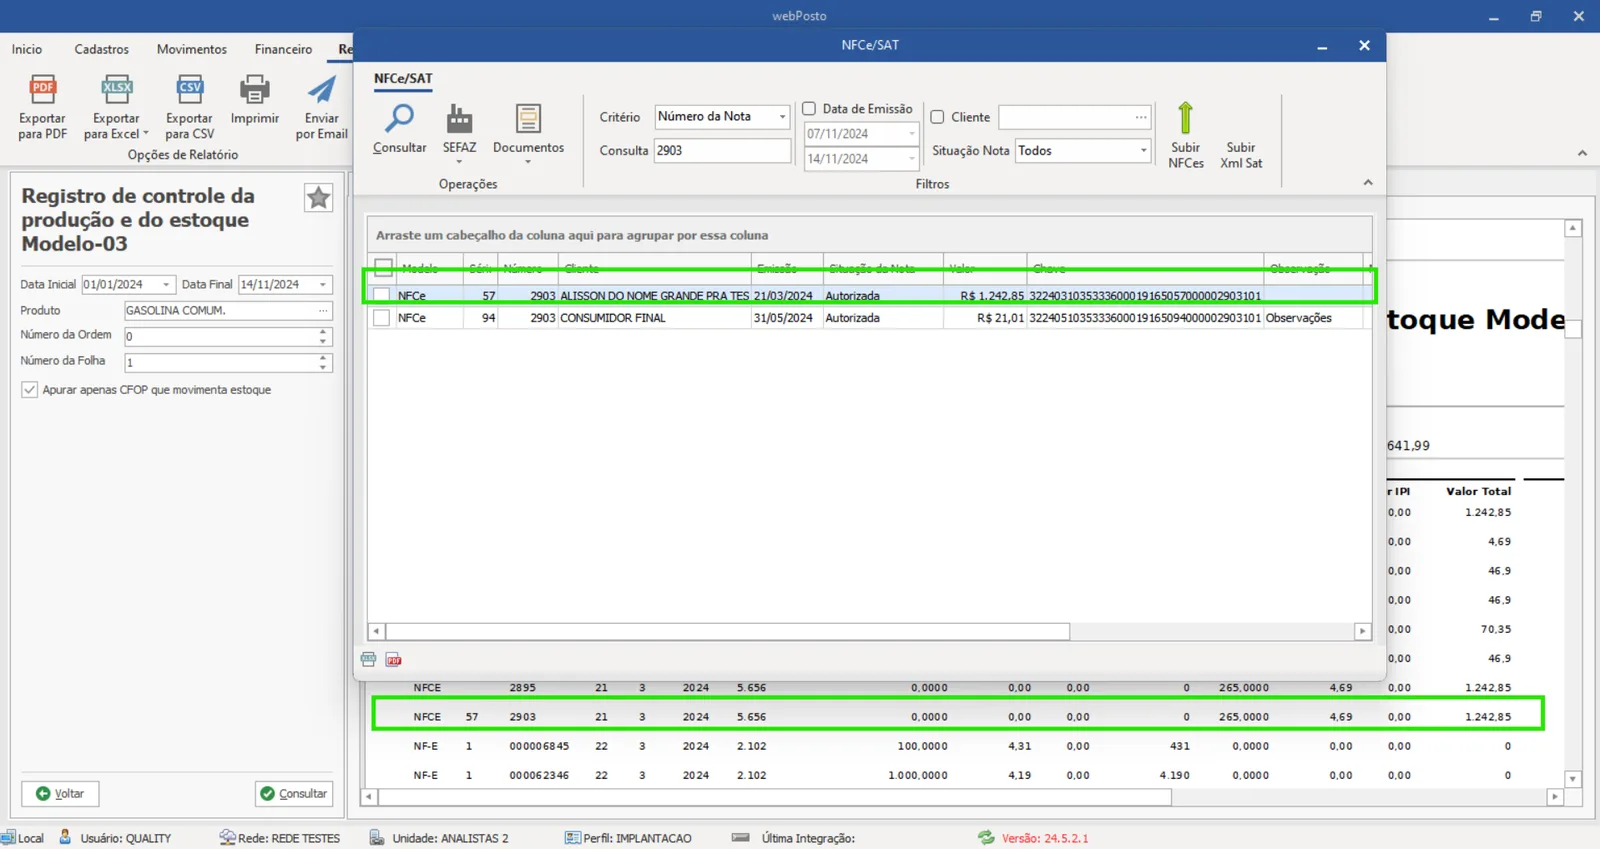 webPosto
Inicio Cadastros Movimentos Financeiro Re
Exportar para PDF
Exportar para Excel
Exportar para CSV
Imprimir
Enviar por Email
Opções de Relatório
NFCe/SAT
NFCe/SAT
Consultar
SEFAZ
Documentos
Operações
Critério Número da Nota
Consulta 2903
Data de Emissão
07/11/2024
14/11/2024
Cliente
Situação Nota Todos
Filtros
Subir NFCes
Subir Xml Sat
Registro de controle da
produção e do estoque
Modelo-03
Data Inicial 01/01/2024 Data Final 14/11/2024
Produto GASOLINA COMUM.
Número da Ordem 0
Número da Folha 1
Apurar apenas CFOP que movimenta estoque
Voltar
Consultar
Arraste um cabeçalho da coluna aqui para agrupar por essa coluna
Modelo Série Número Cliente Emissão Situação da Nota Valor Chave Observação
NFCe 57 2903 ALISSON DO NOME GRANDE PRA TES 21/03/2024 Autorizada R$ 1.242,85 32240310353336000191650570000029031 01
NFCe 94 2903 CONSUMIDOR FINAL 31/05/2024 Autorizada R$ 21,01 Observações
toque Mode
641,99
r IPI Valor Total
0,00 1.242,85
0,00 4,69
0,00 46,9
0,00 46,9
0,00 70,35
0,00 46,9
NFCE 2895 21 3 2024 5.656 0,0000 0,00 0,00 0 265,0000 4,69 0,00 1.242,85
NFCE 57 2903 21 3 2024 5.656 0,0000 0,00 0,00 0 265,0000 4,69 0,00 1.242,85
NF-E 1 000006845 22 3 2024 2.102 100,0000 4,31 0,00 431 0,0000 0,00 0,00 0
NF-E 1 000062346 22 3 2024 2.102 1.000,0000 4,19 0,00 4.190 0,0000 0,00 0,00 0
Local Usuário: QUALITY Rede: REDE TESTES Unidade: ANALISTAS 2 Perfil: IMPLANTACAO Última Integração: Versão: 24.5.2.1